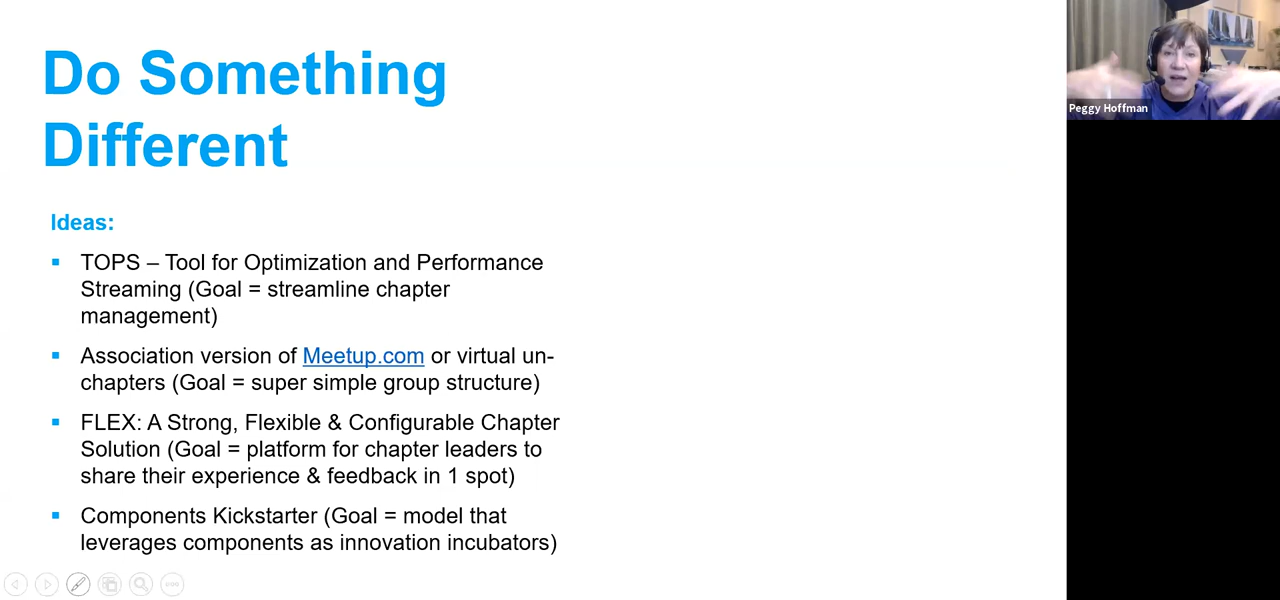 Do Something
Different
Ideas:
TOPS – Tool for Optimization and Performance
Streaming (Goal = streamline chapter
management)
Association version of Meetup.com or virtual un-
chapters (Goal = super simple group structure)
FLEX: A Strong, Flexible & Configurable Chapter
Solution (Goal = platform for chapter leaders to
share their experience & feedback in 1 spot)
Components Kickstarter (Goal = model that
leverages components as innovation incubators)
Peggy Hoffman